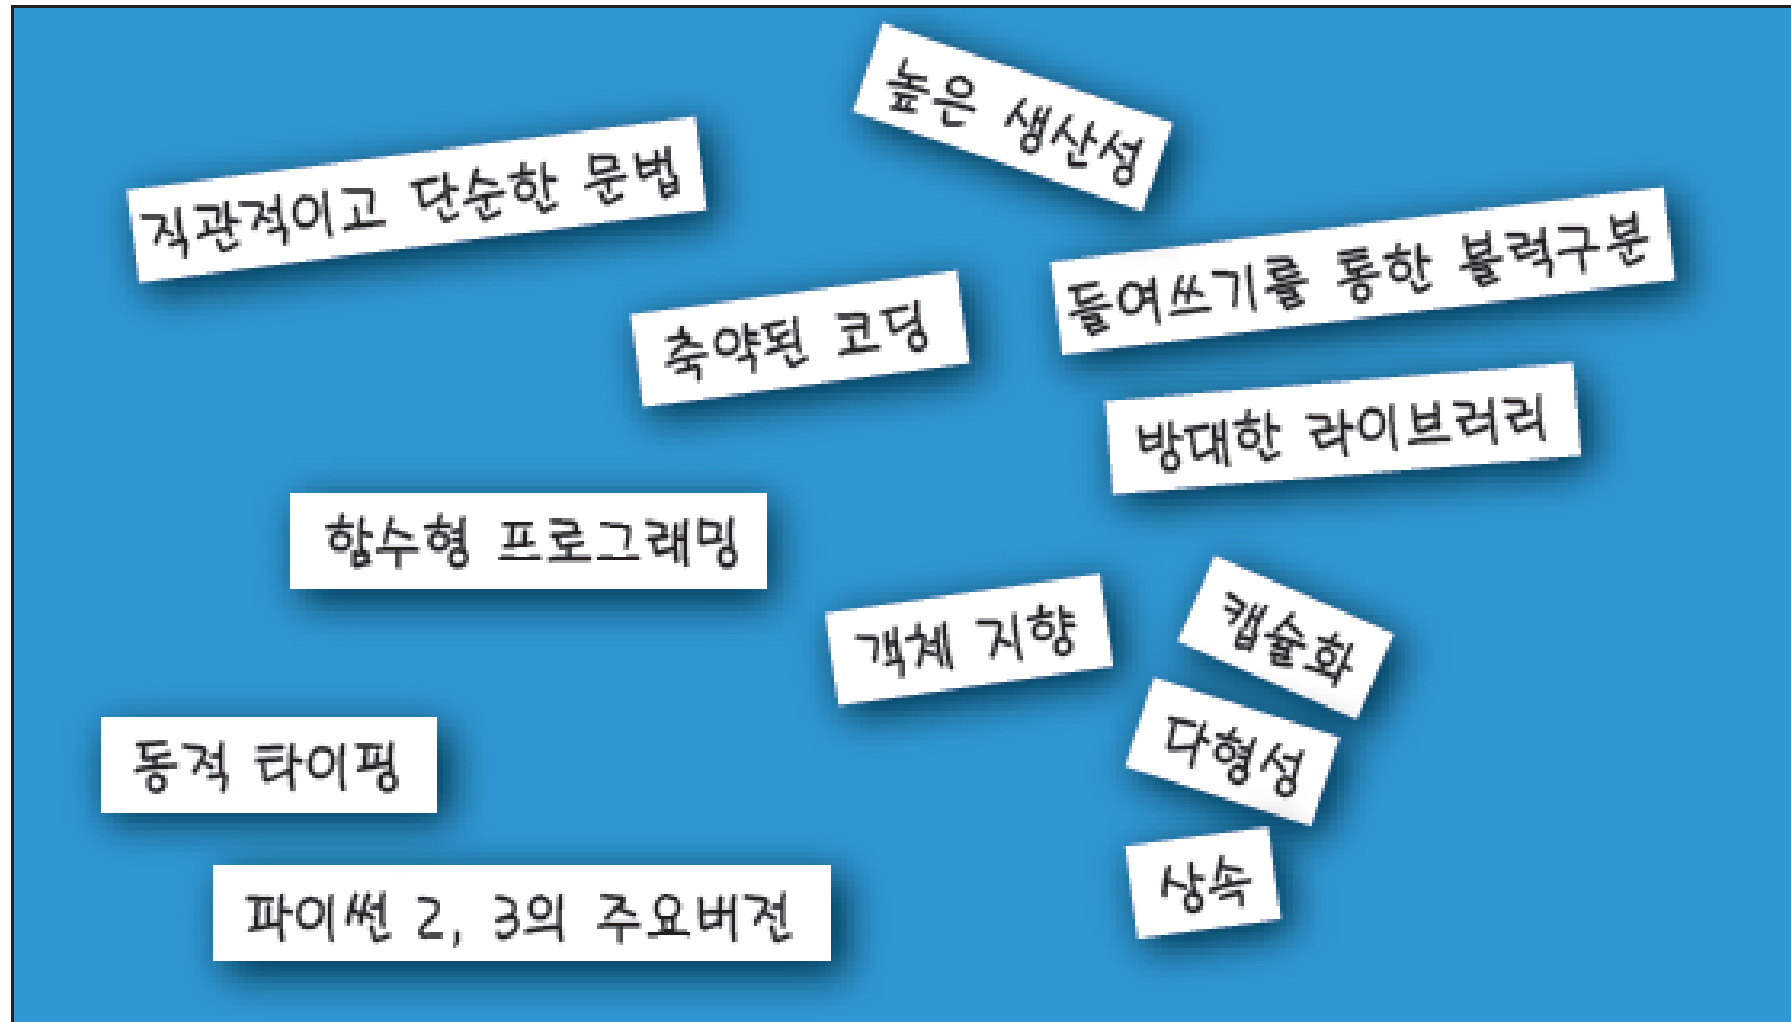 높은 생산성
직관적이고 단순한 문법
들여쓰기를 통한 블럭구분
축약된 코딩
방대한 라이브러리
함수형 프로그래밍
객체 지향
캡슐화
다형성
동적 타이핑
상속
파이썬 2, 3의 주요버전